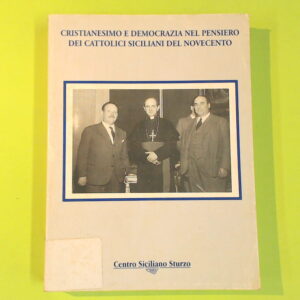 CRISTIANESIMO E DEMOCRAZIA NEL PENSIERO
DEI CATTOLICI SICILIANI DEL NOVECENTO
Centro Siciliano Sturzo